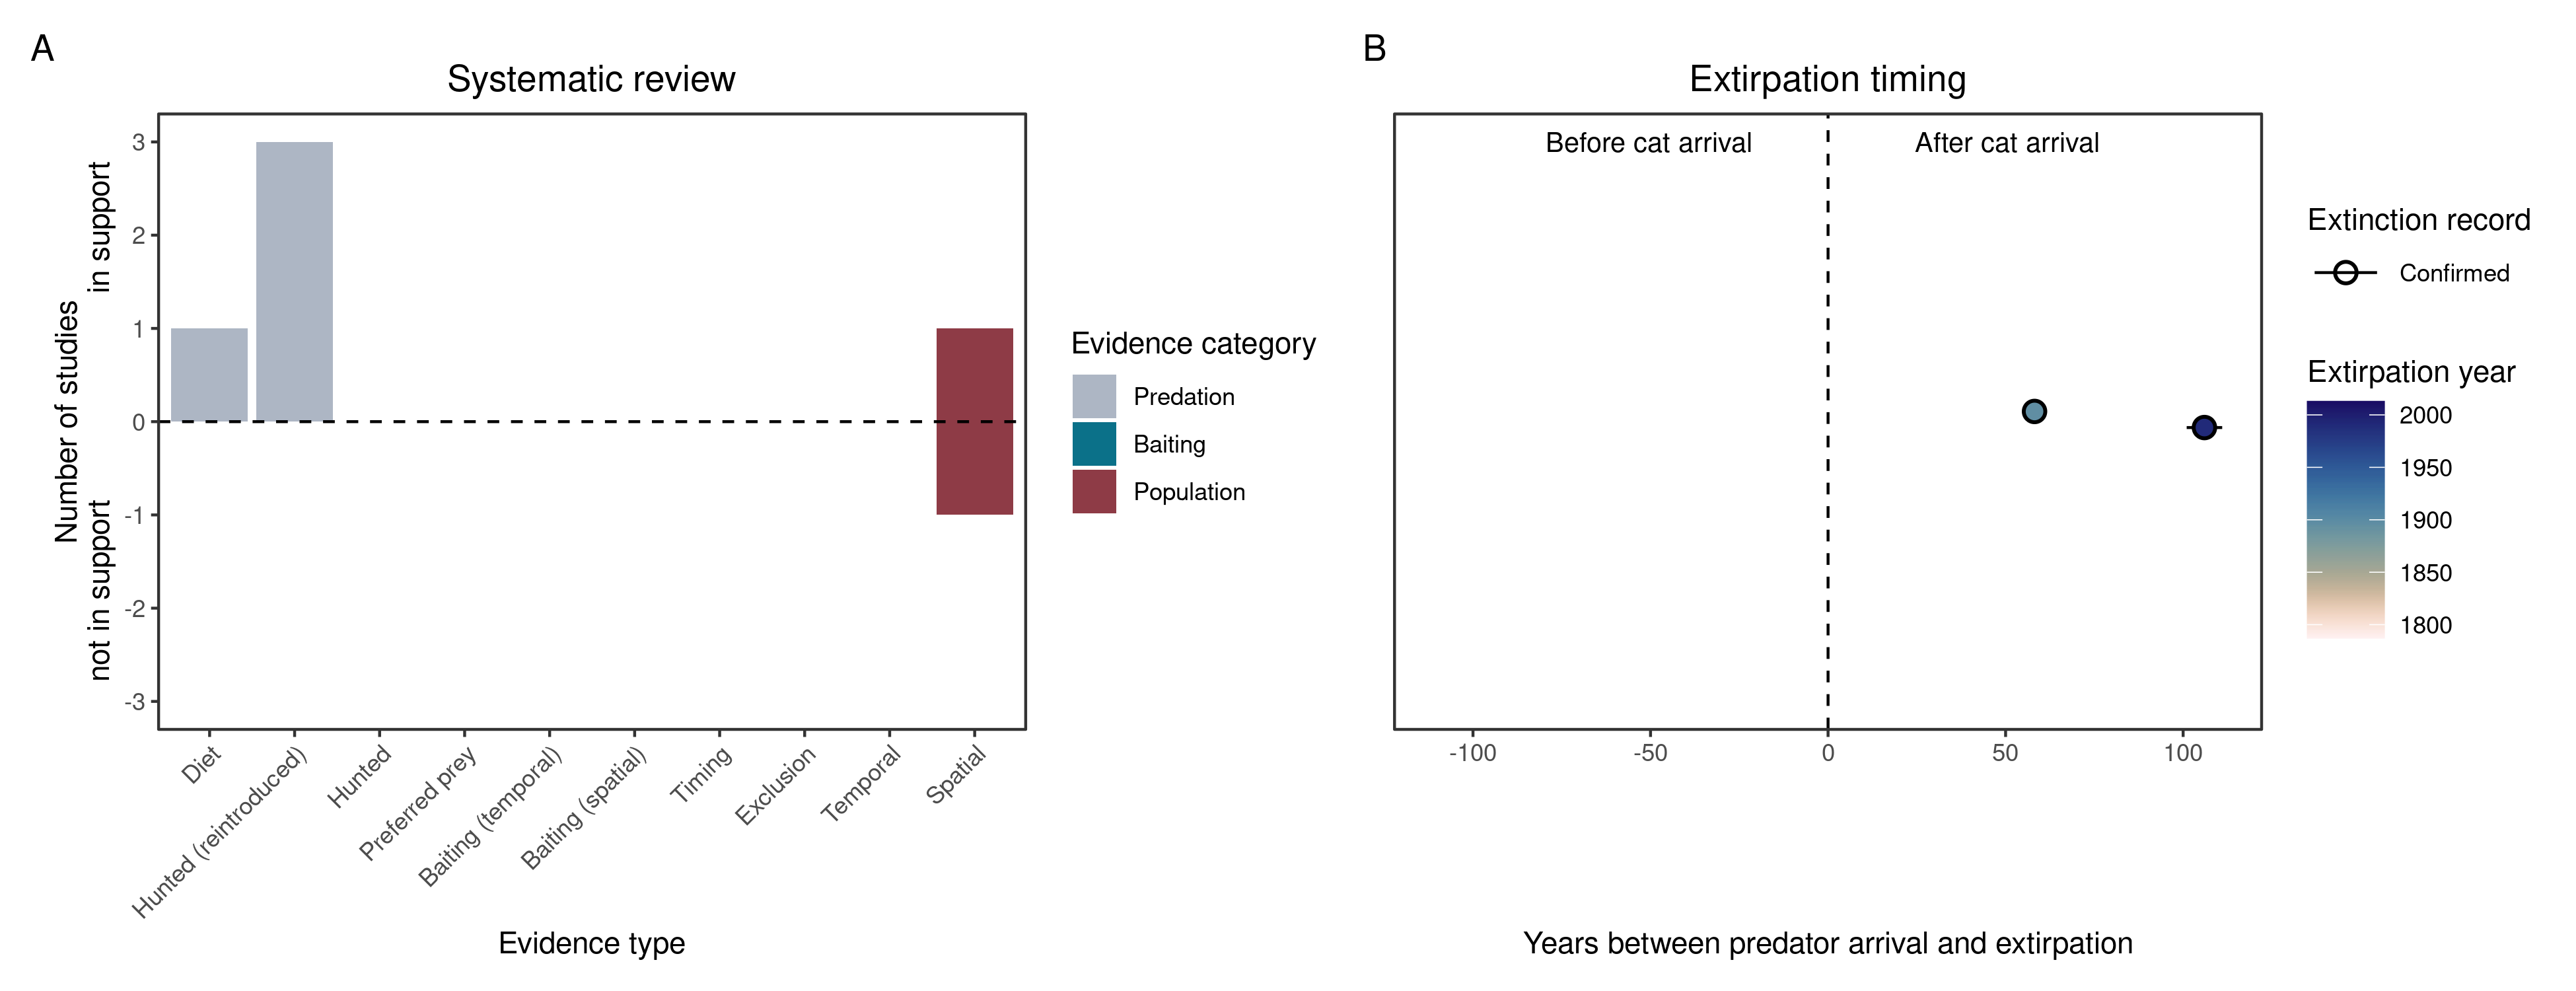 A
Systematic review
Number of studies
in support
not in support
3
2
1
0
-1
-2
-3
Diet
Hunted (reintroduced)
Hunted
Preferred prey
Baiting (temporal)
Baiting (spatial)
Timing
Exclusion
Temporal
Spatial
Evidence type
Evidence category
Predation
Baiting
Population
B
Extirpation timing
Before cat arrival
After cat arrival
-100
-50
0
50
100
Years between predator arrival and extirpation
Extinction record
Confirmed
Extirpation year
2000
1950
1900
1850
1800